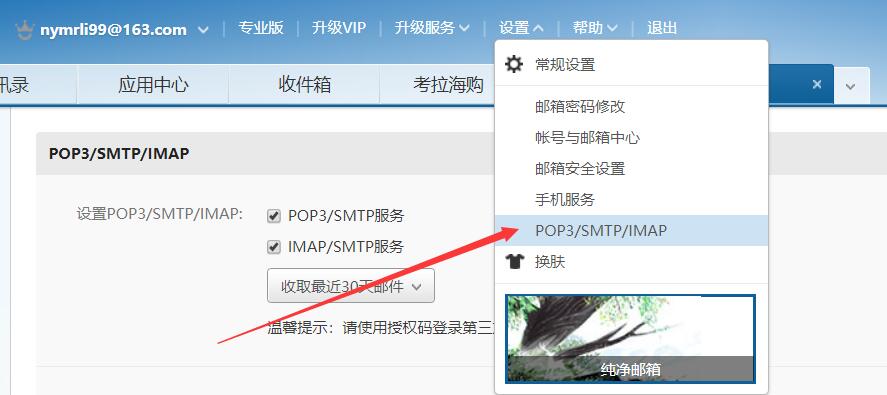 nymrli99@163.com 专业版 升级VIP 升级服务 设置 帮助 退出
讯录 应用中心 收件箱 考拉海购
常规设置
邮箱密码修改
帐号与邮箱中心
邮箱安全设置
手机服务
POP3/SMTP/IMAP
换肤
纯净邮箱
POP3/SMTP/IMAP
设置POP3/SMTP/IMAP: POP3/SMTP服务
IMAP/SMTP服务
收取最近30天邮件
温馨提示：请使用授权码登录第三